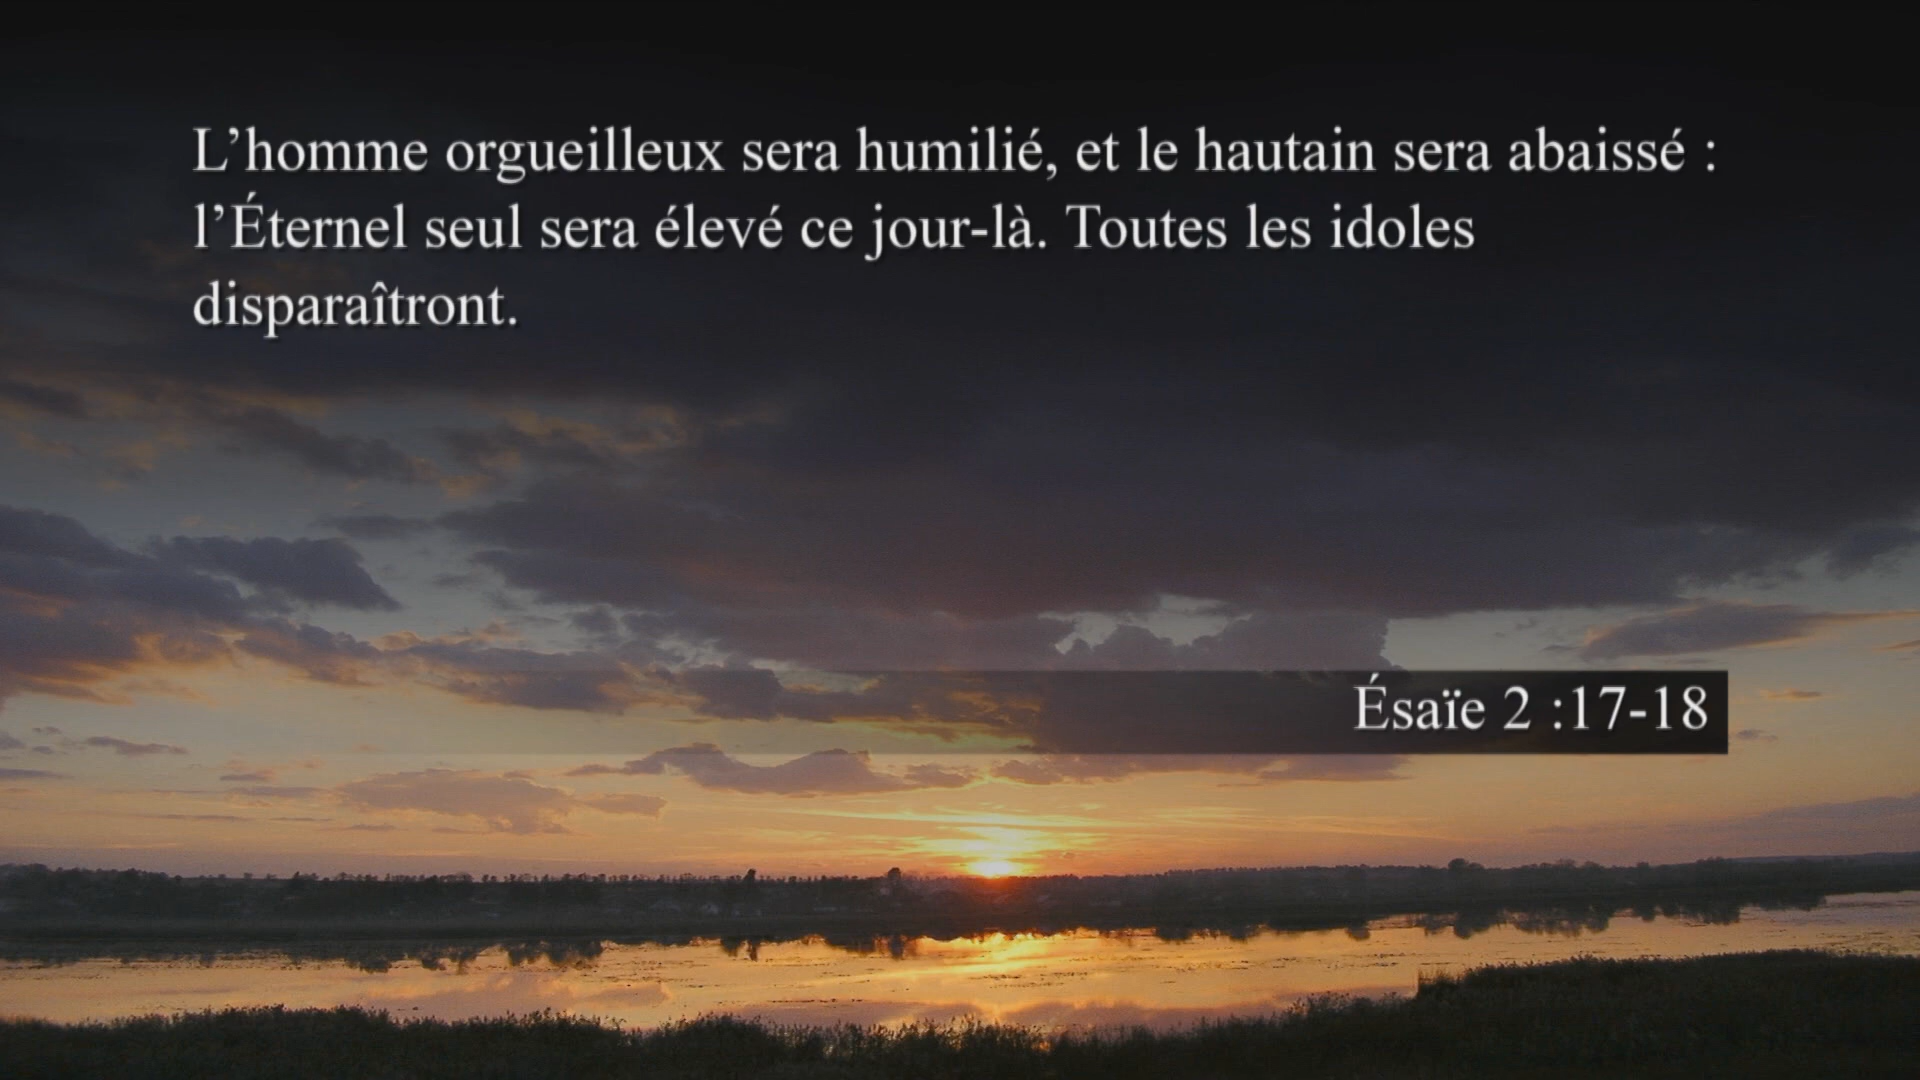 L’homme orgueilleux sera humilié, et le hautain sera abaissé :
l’Éternel seul sera élevé ce jour-là. Toutes les idoles
disparaîtront.
Ésaïe 2 :17-18